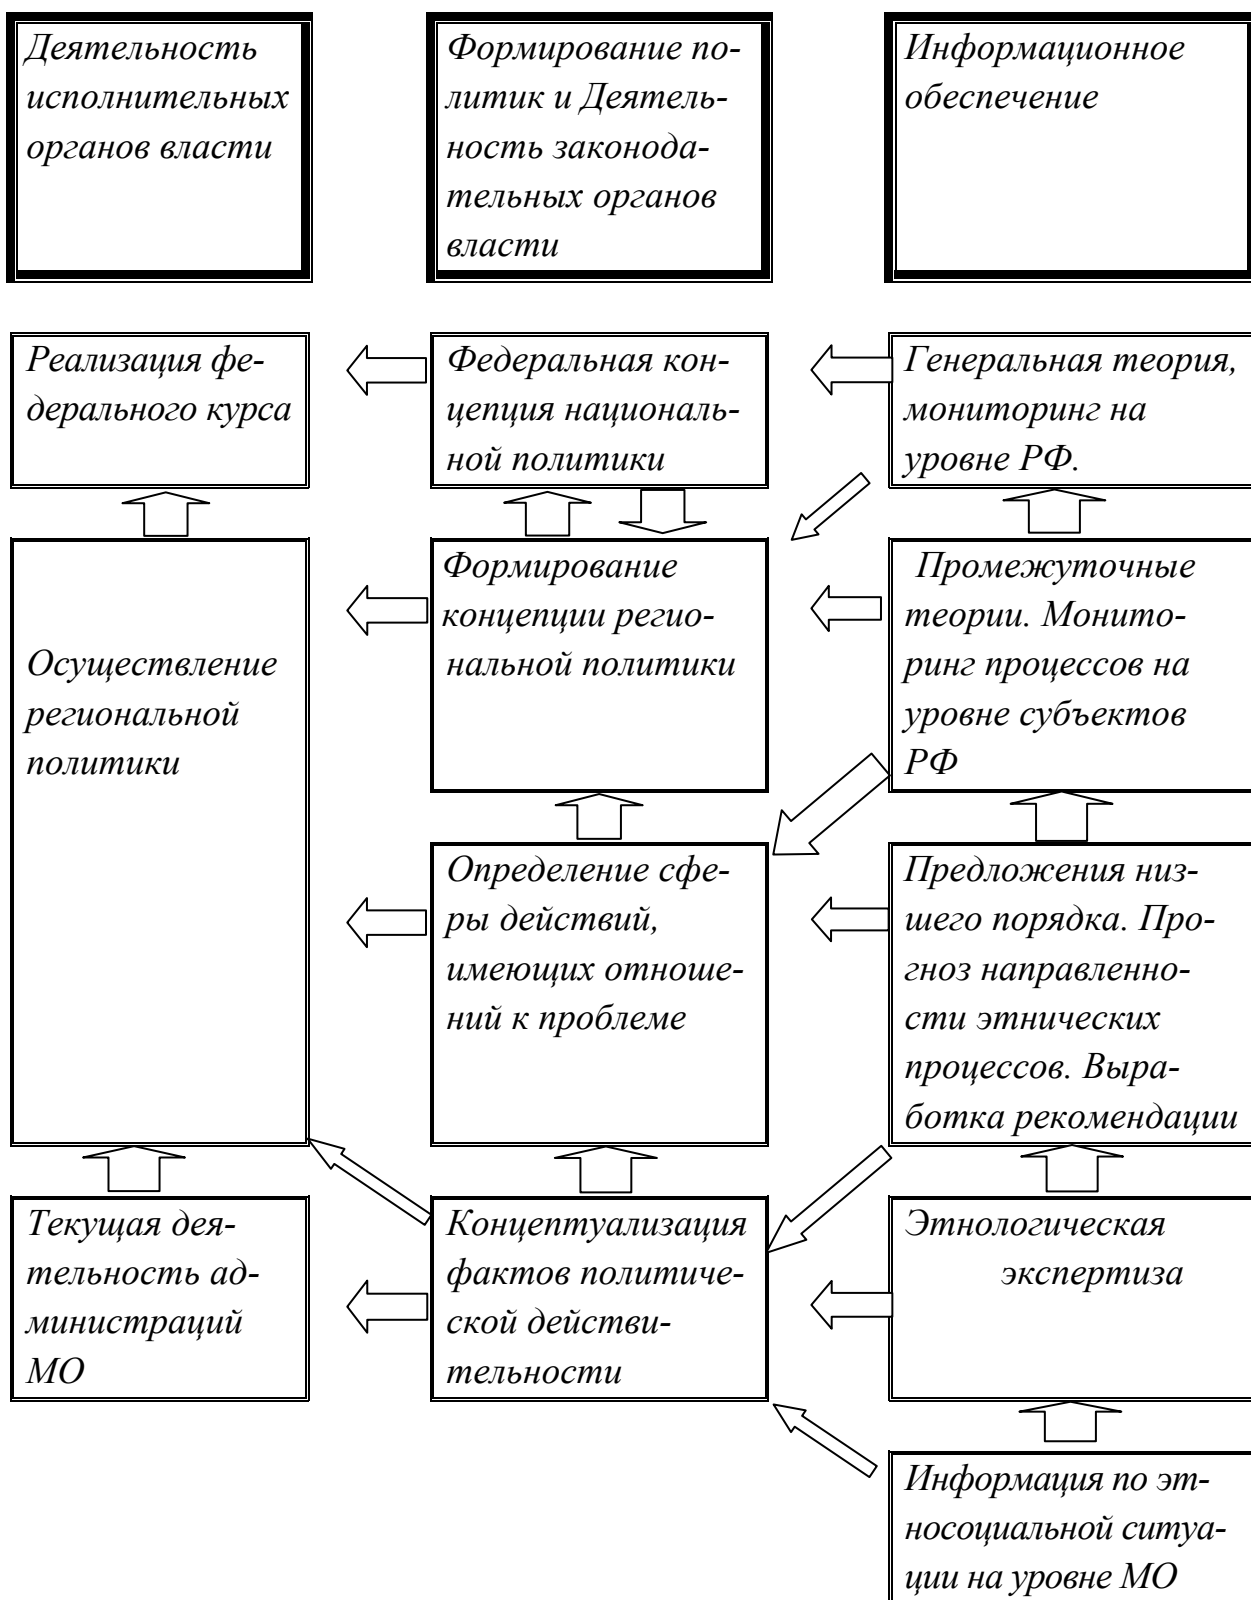 Деятельность
исполнительных
органов власти
Формирование по-
литик и Деятель-
ность законода-
тельных органов
власти
Информационное
обеспечение
Реализация фе-
дерального курса
Федеральная кон-
цепция националь-
ной политики
Генеральная теория,
мониторинг на
уровне РФ.
Осуществление
региональной
политики
Формирование
концепции регио-
нальной политики
Промежуточные
теории. Монито-
ринг процессов на
уровне субъектов
РФ
Определение сфе-
ры действий,
имеющих отноше-
ний к проблеме
Предложения низ-
шего порядка. Про-
гноз направленно-
сти этнических
процессов. Выра-
ботка рекомендации
Текущая дея-
тельность ад-
министраций
МО
Концептуализация
фактов политиче-
ской действи-
тельности
Этнологическая
экспертиза
Информация по эт-
носоциальной ситуа-
ции на уровне МО